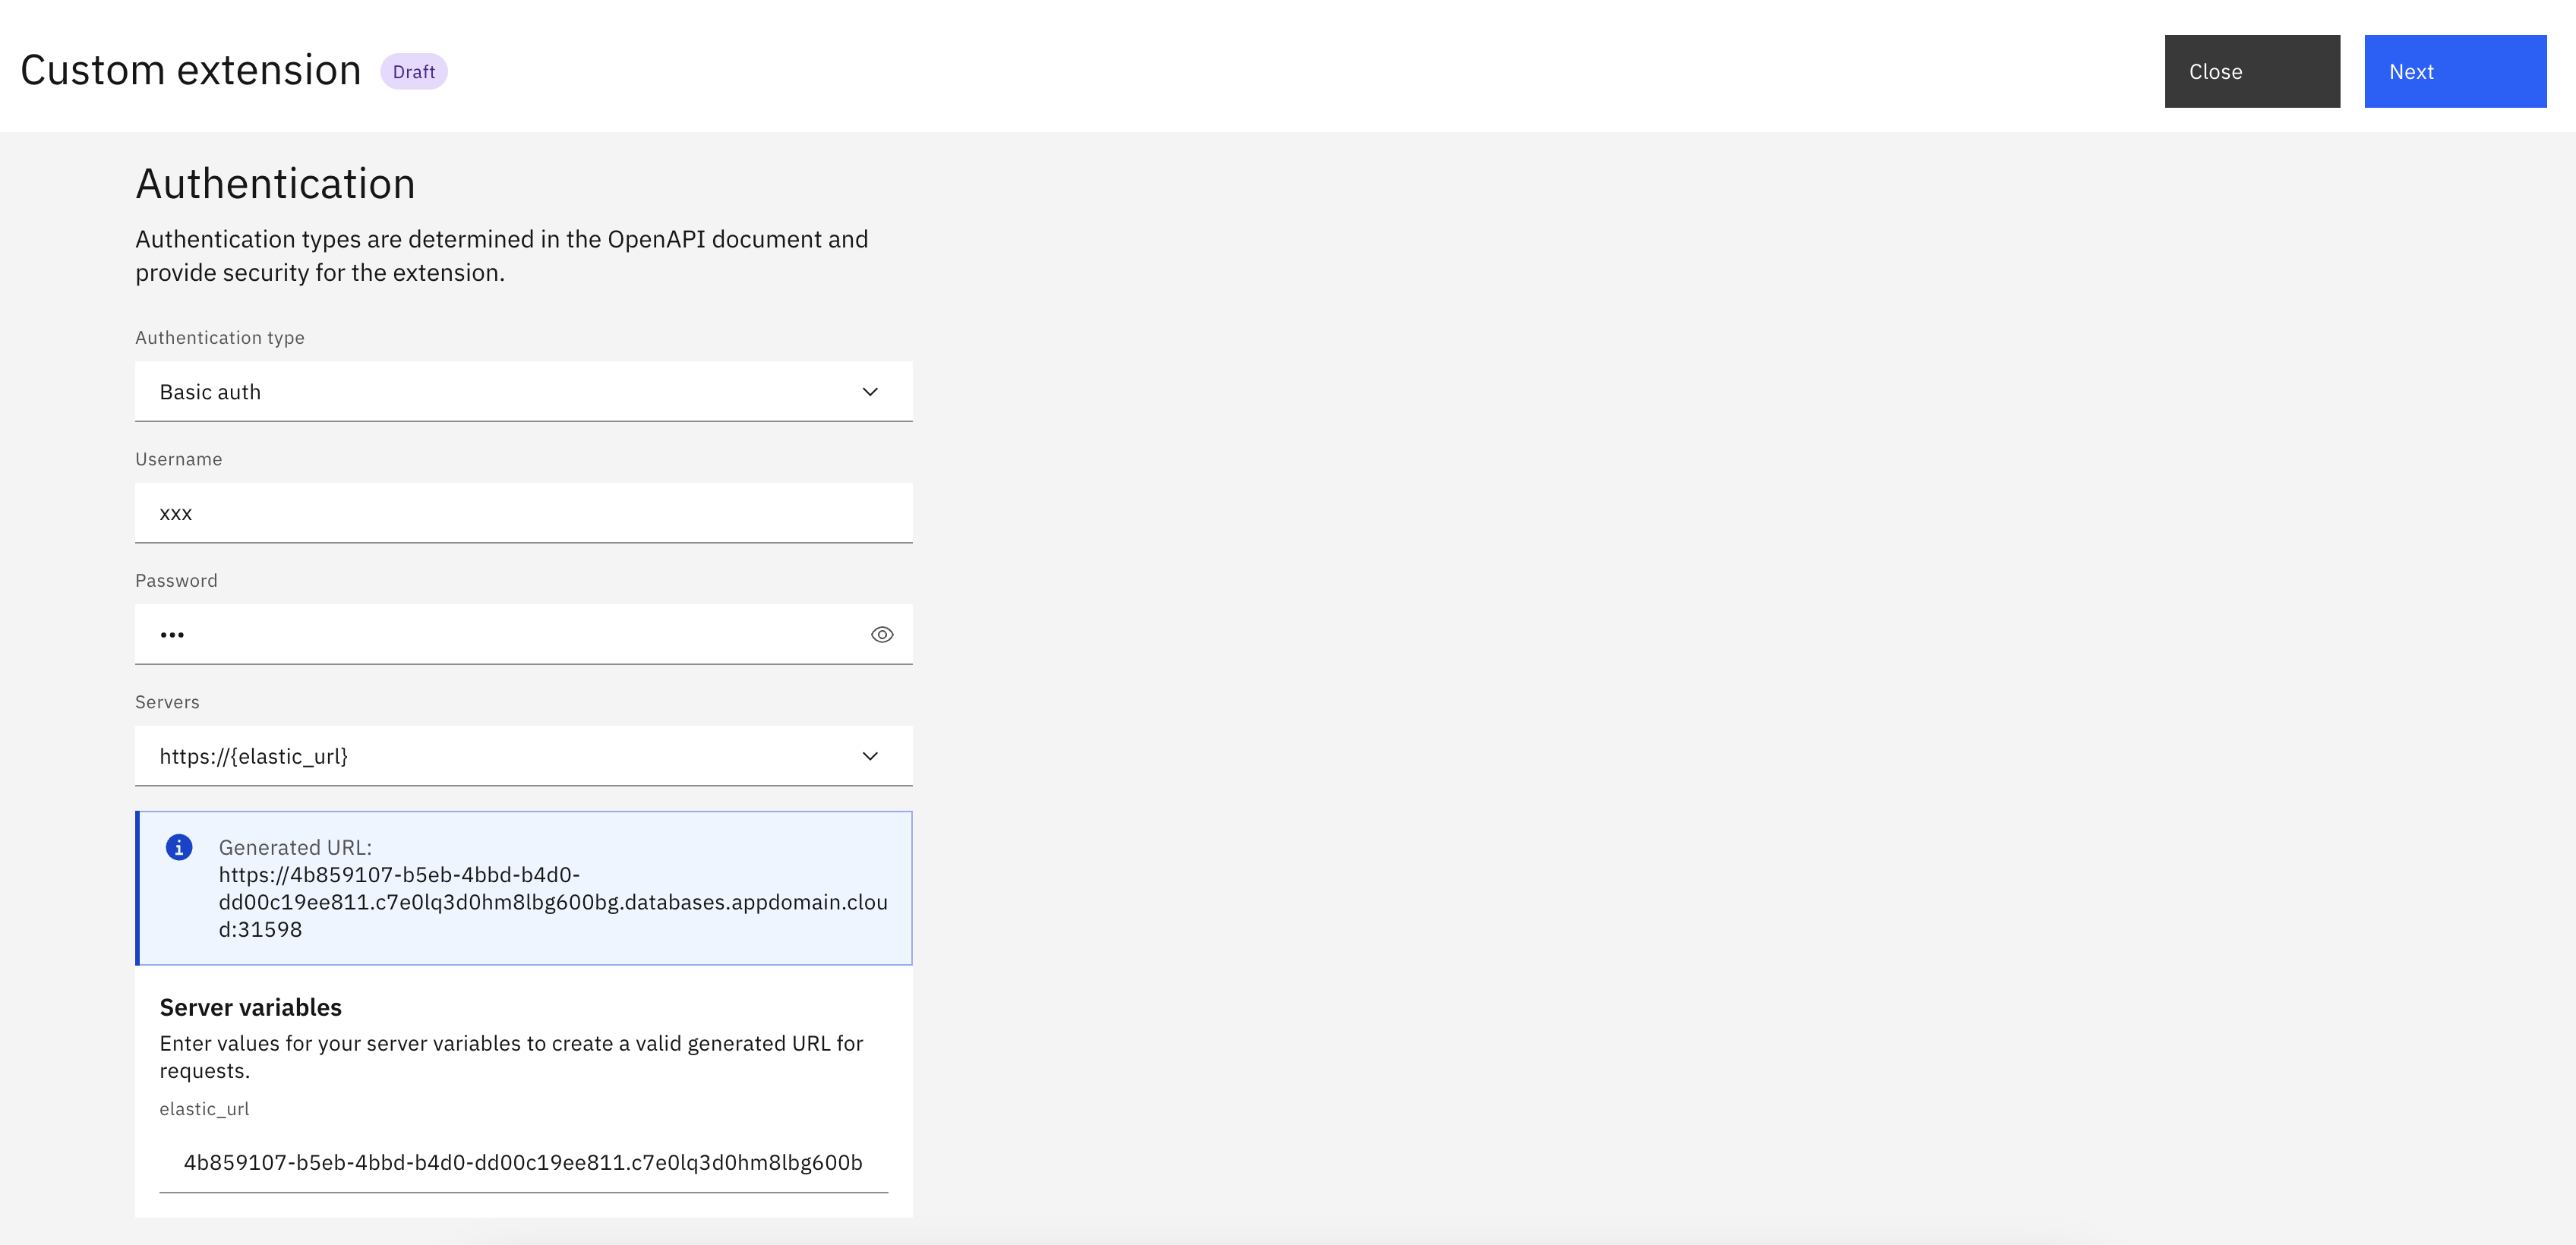 Custom extension
Draft
Close
Next
Authentication
Authentication types are determined in the OpenAPI document and
provide security for the extension.
Authentication type
Basic auth
Username
xxx
Password
•••
Servers
https://{elastic_url}
Generated URL:
https://4b859107-b5eb-4bbd-b4d0-
dd00c19ee811.c7e0lq3d0hm8lbg600bg.databases.appdomain.clou
d:31598
Server variables
Enter values for your server variables to create a valid generated URL for
requests.
elastic_url
4b859107-b5eb-4bbd-b4d0-dd00c19ee811.c7e0lq3d0hm8lbg600b